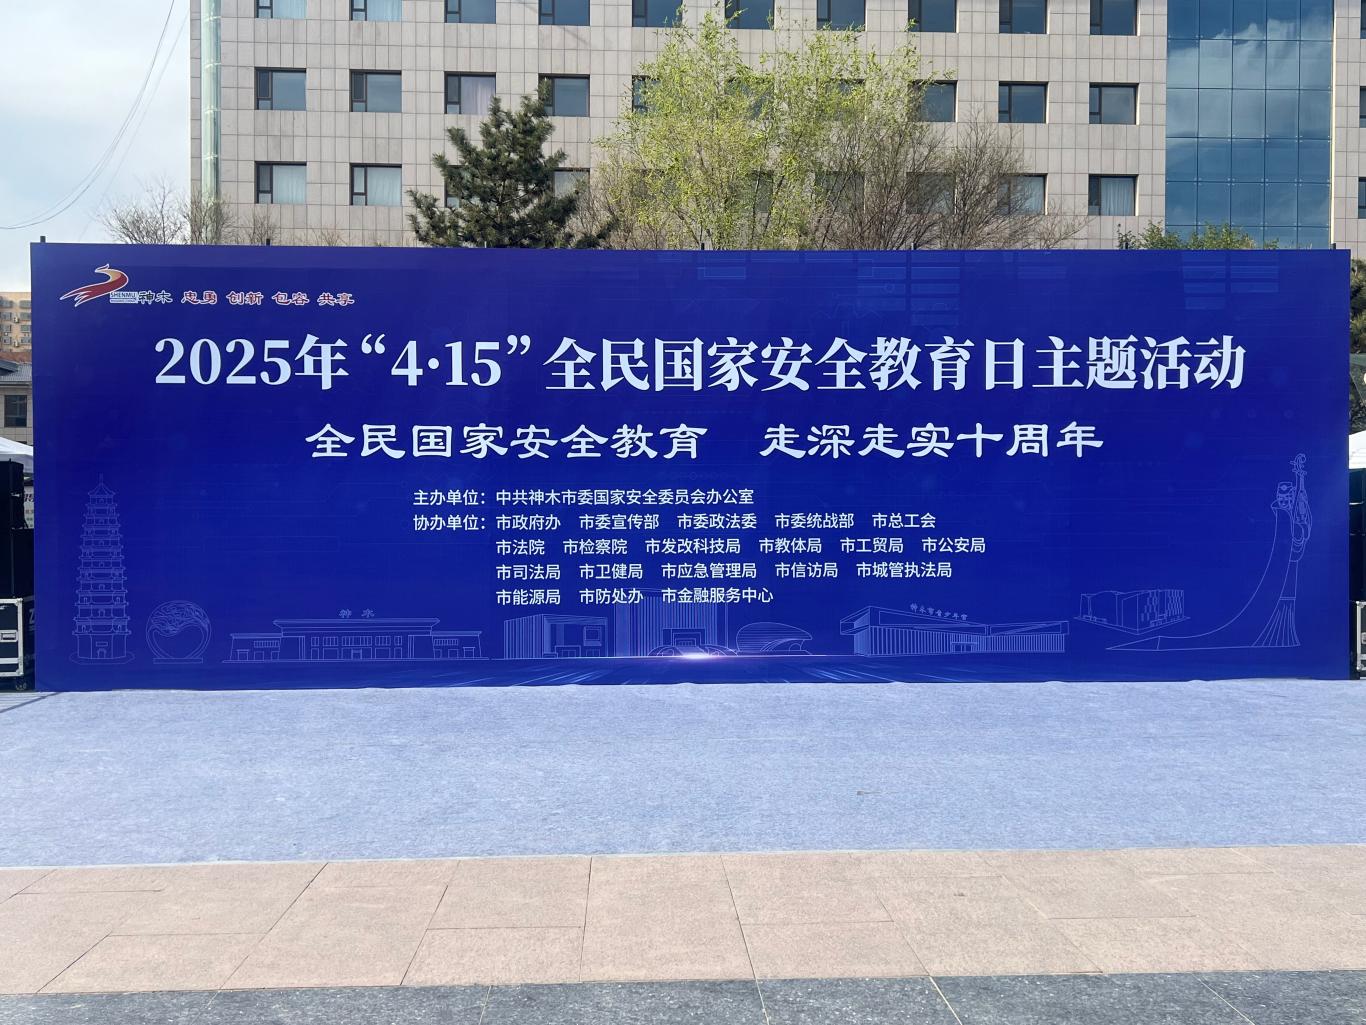 SHENMU 神木 忠勇 创新 包容 共享
2025年“4·15”全民国家安全教育日主题活动
全民国家安全教育 走深走实十周年
主办单位：中共神木市委国家安全委员会办公室
协办单位：市政府办 市委宣传部 市委政法委 市委统战部 市总工会
市法院 市检察院 市发改科技局 市教体局 市工贸局 市公安局
市司法局 市卫健局 市应急管理局 市信访局 市城管执法局
市能源局 市防处办 市金融服务中心
神木
神木市青少年宫